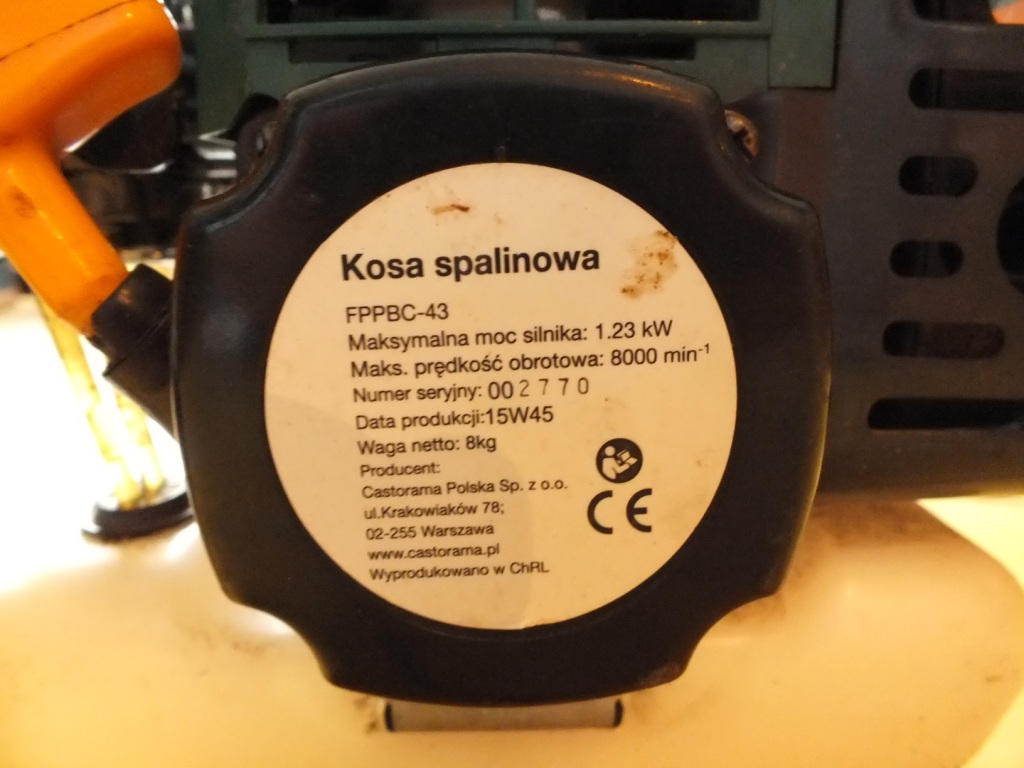 Kosa spalinowa
FPPBC-43
Maksymalna moc silnika: 1.23 kW
Maks. prędkość obrotowa: 8000 min⁻¹
Numer seryjny: 002770
Data produkcji:15W45
Waga netto: 8kg
Producent:
Castorama Polska Sp. z o.o.
ul.Krakowiaków 78;
02-255 Warszawa
www.castorama.pl
Wyprodukowano w ChRL
CE